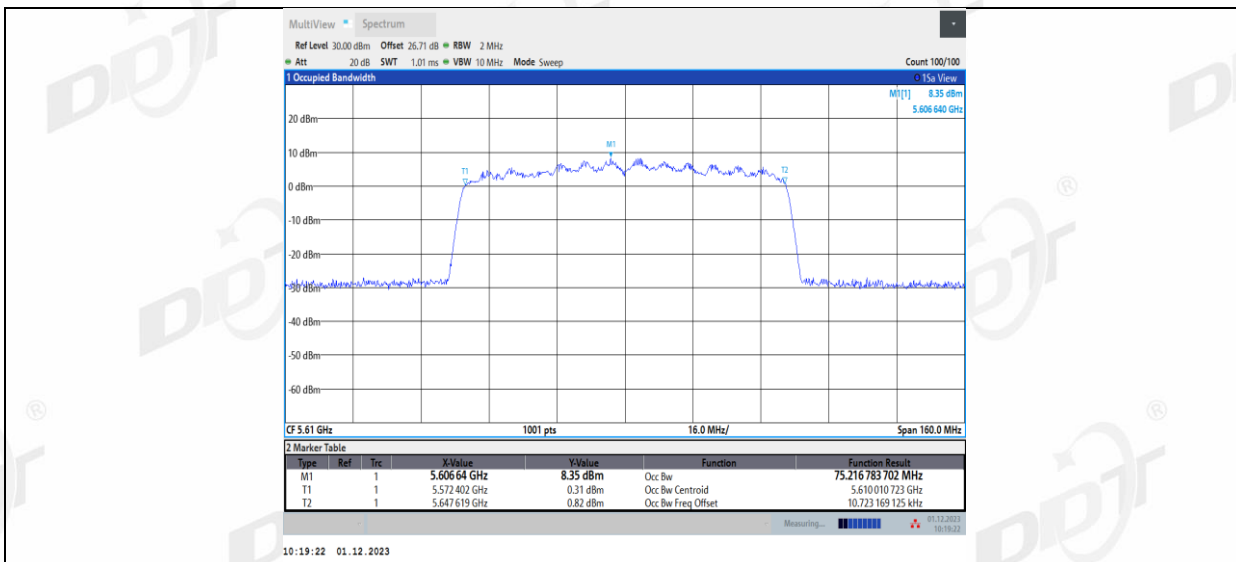 MultiView Spectrum
Ref Level 30.00 dBm Offset 26.71 dB RBW 2 MHz
Att 20 dB SWT 1.01 ms VBW 10 MHz Mode Sweep Count 100/100
1 Occupied Bandwidth 1Sa View
M1[1] 8.35 dBm
5.606 640 GHz
20 dBm
M1
10 dBm
T1 T2
0 dBm
-10 dBm
-20 dBm
-30 dBm
-40 dBm
-50 dBm
-60 dBm
CF 5.61 GHz 1001 pts 16.0 MHz/ Span 160.0 MHz
2 Marker Table
Type Ref Trc X-Value Y-Value Function Function Result
M1 1 5.606 64 GHz 8.35 dBm Occ Bw 75.216 783 702 MHz
T1 1 5.572 402 GHz 0.31 dBm Occ Bw Centroid 5.610 010 723 GHz
T2 1 5.647 619 GHz 0.82 dBm Occ Bw Freq Offset 10.723 169 125 kHz
Measuring... 01.12.2023
10:19:22
10:19:22 01.12.2023
DDT
®